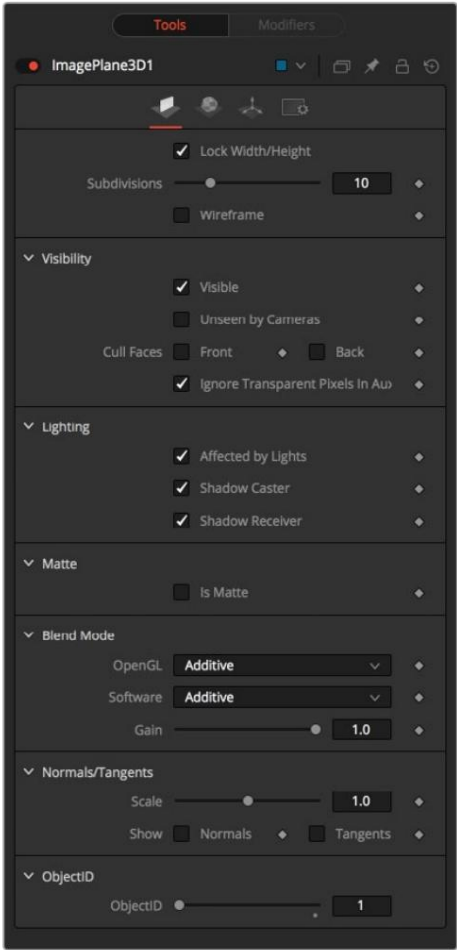 Tools Modifiers
ImagePlane3D1
Lock Width/Height
Subdivisions 10
Wireframe
Visibility
Visible
Unseen by Cameras
Cull Faces Front Back
Ignore Transparent Pixels In Aux
Lighting
Affected by Lights
Shadow Caster
Shadow Receiver
Matte
Is Matte
Blend Mode
OpenGL Additive
Software Additive
Gain 1.0
Normals/Tangents
Scale 1.0
Show Normals Tangents
ObjectID
ObjectID 1